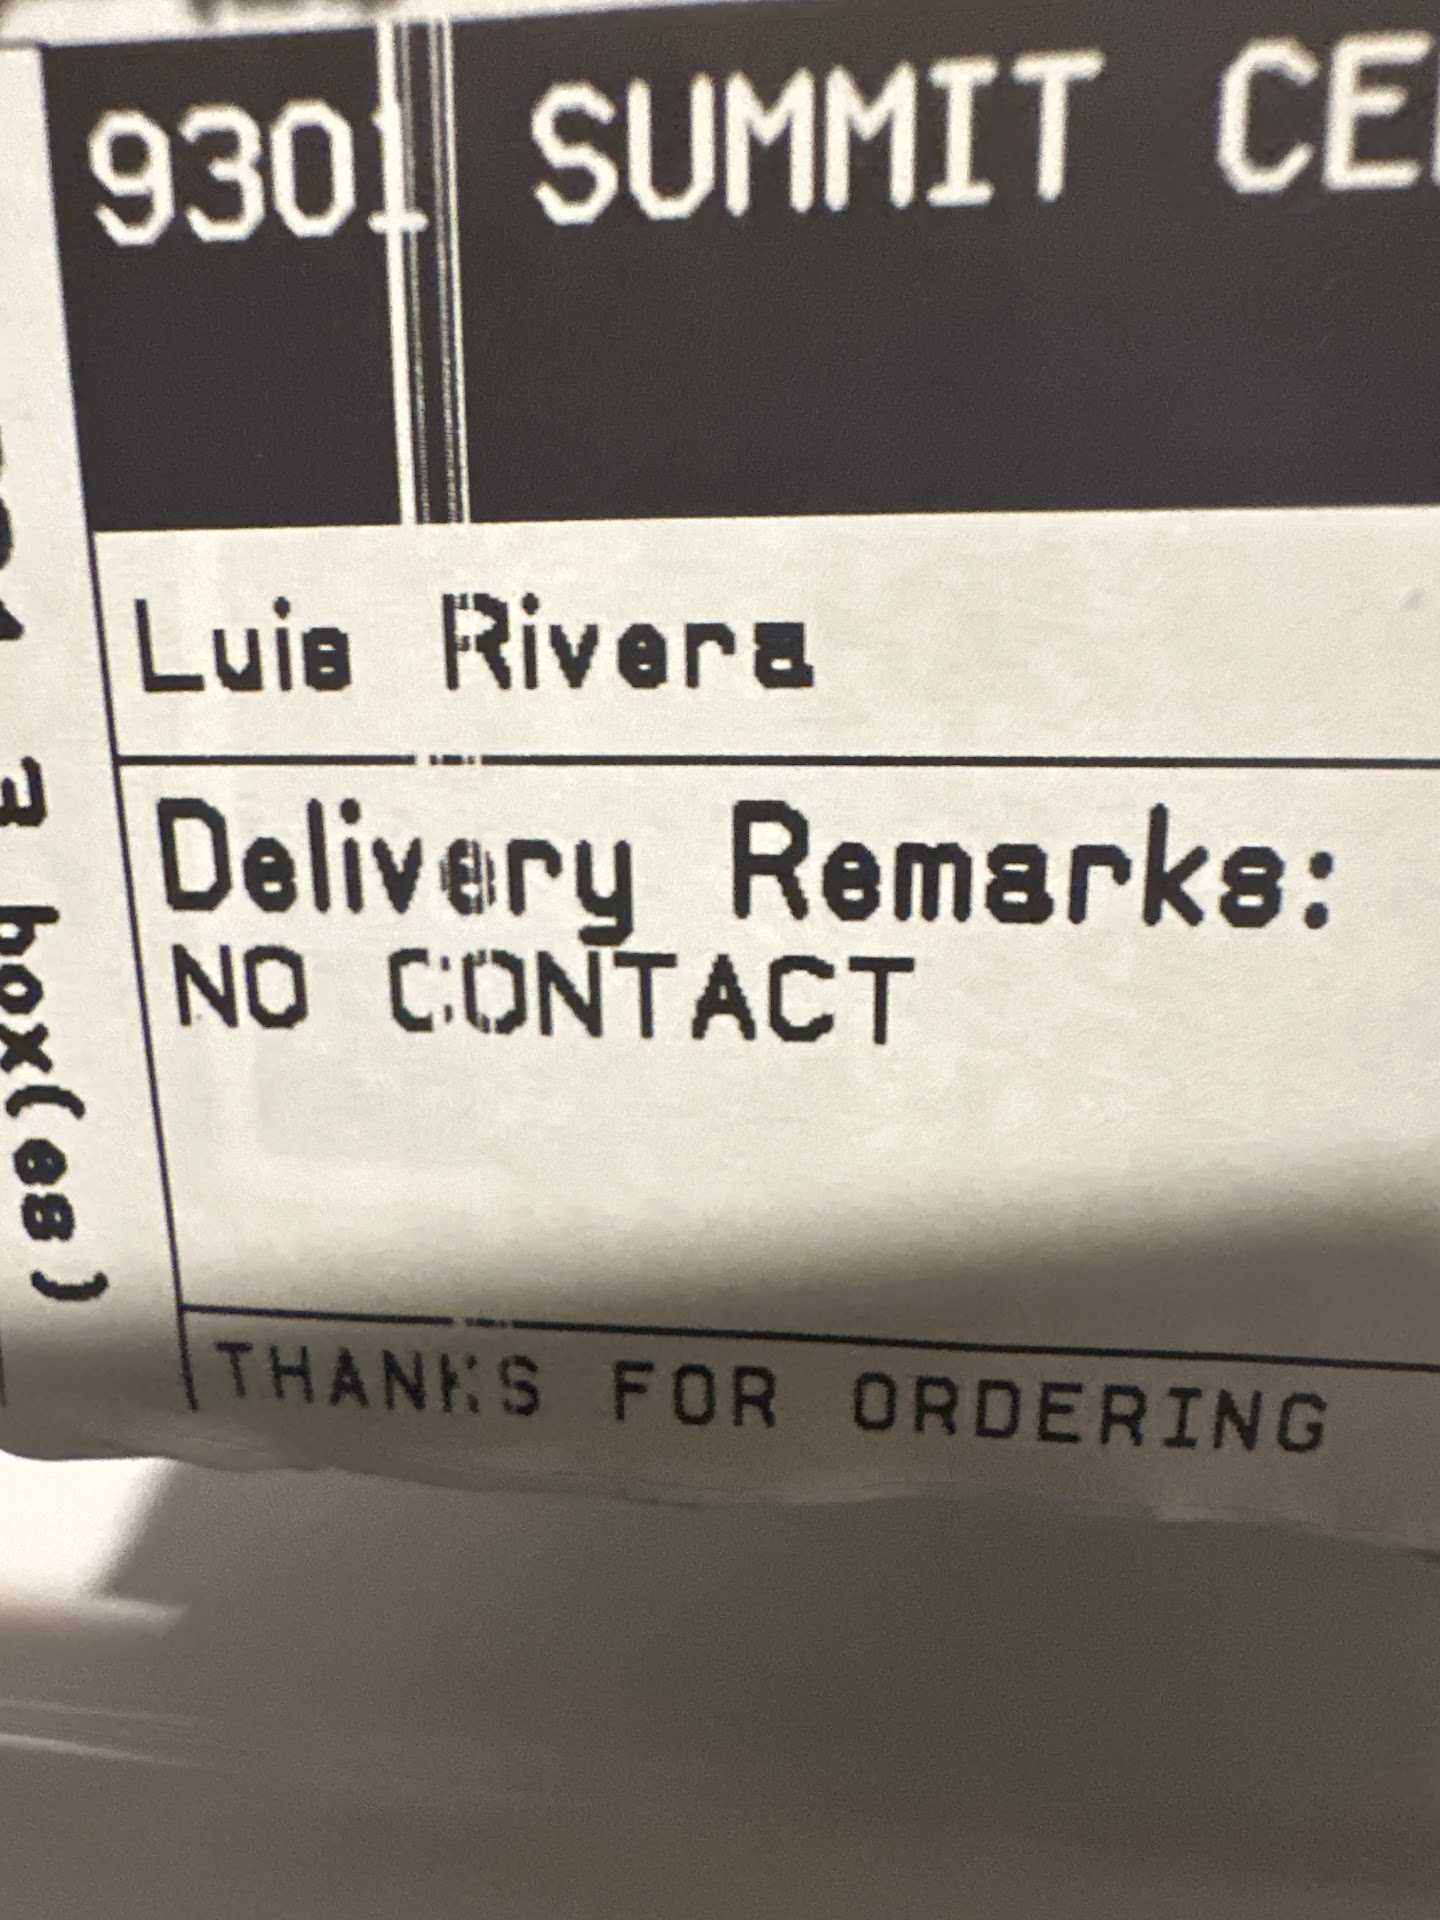 9301 SUMMIT CE
Luis Rivera
Delivery Remarks:
NO CONTACT
THANKS FOR ORDERING
3 box(es)